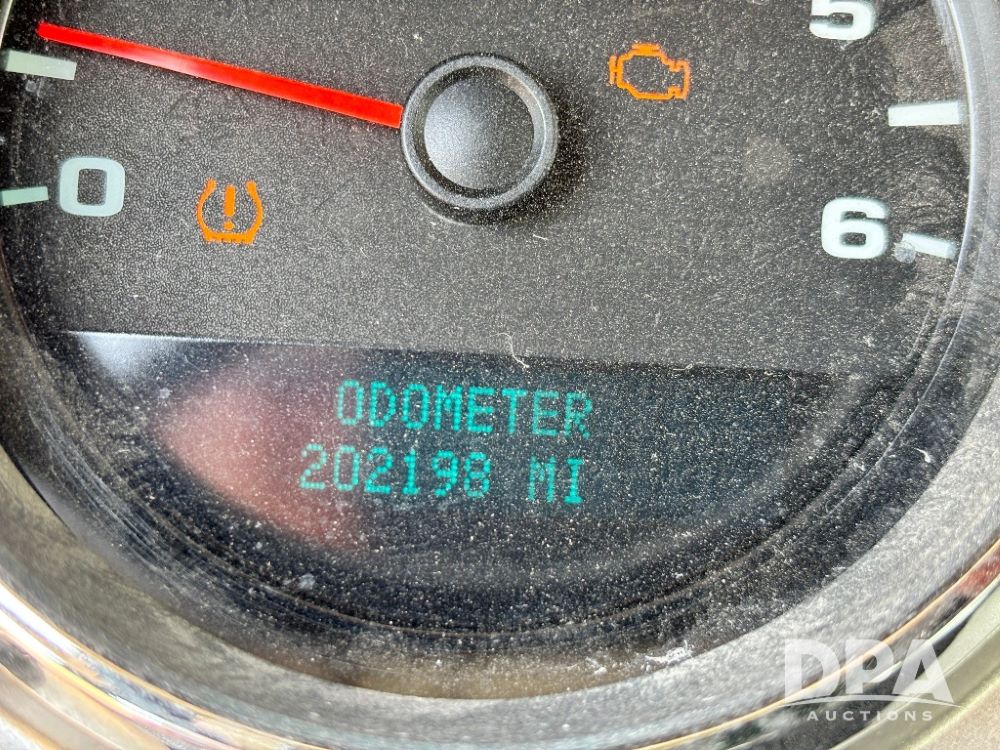 5
0
6
ODOMETER
202198 MI
DPA
AUCTIONS